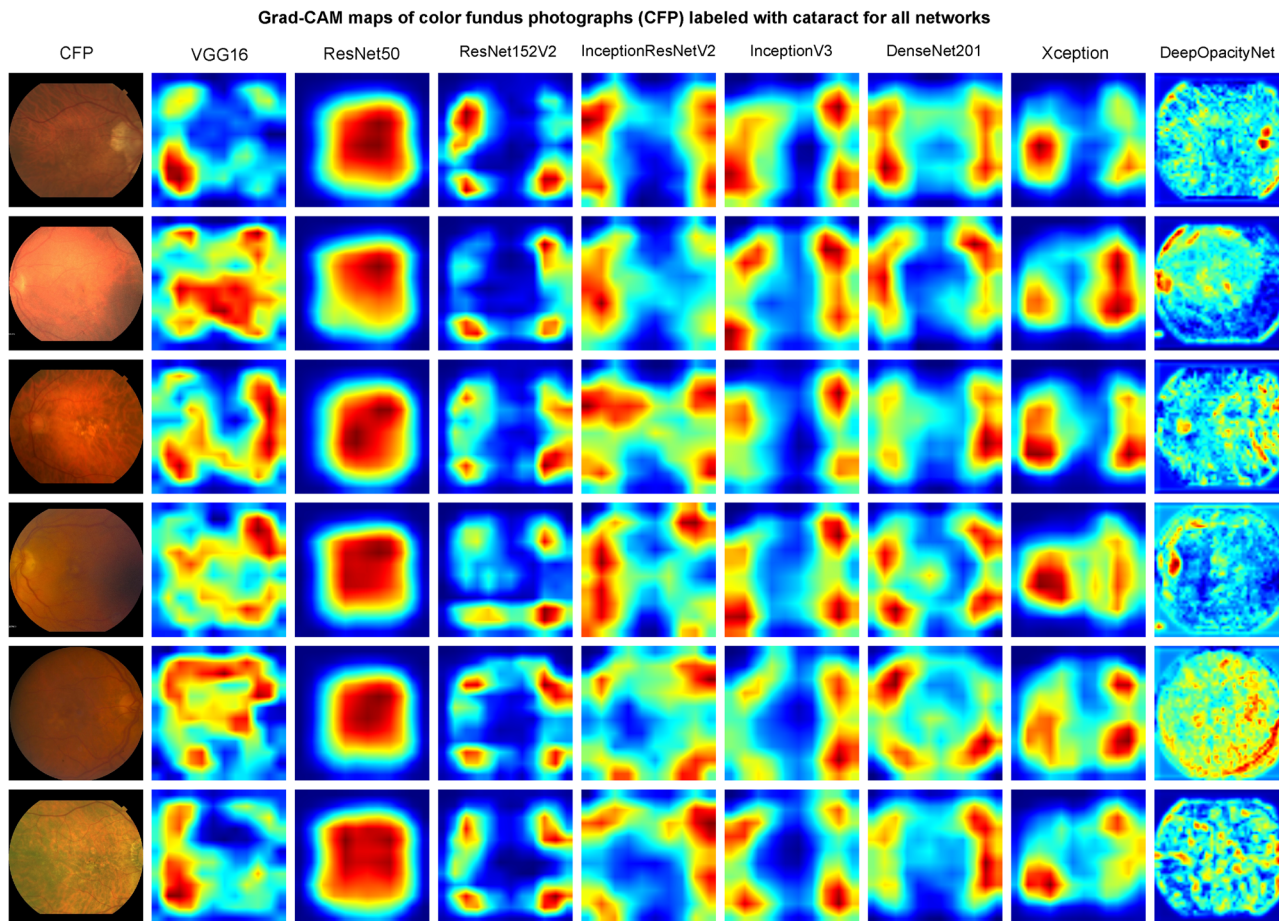 Grad-CAM maps of color fundus photographs (CFP) labeled with cataract for all networks
CFP VGG16 ResNet50 ResNet152V2 InceptionResNetV2 InceptionV3 DenseNet201 Xception DeepOpacityNet